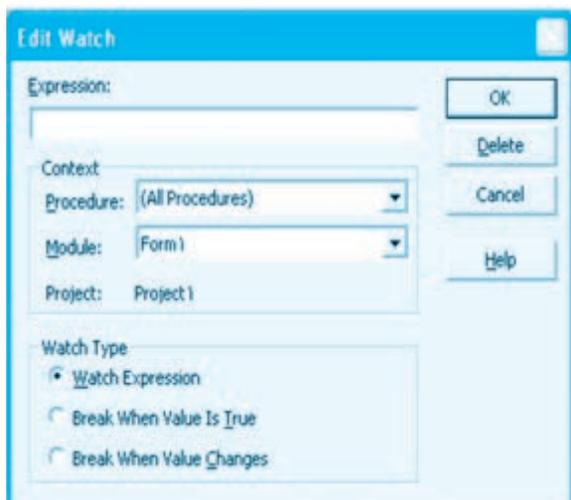 Edit Watch
Expression:
OK
Delete
Cancel
Help
Context
Procedure: (All Procedures)
Module: Form1
Project: Project1
Watch Type
Watch Expression
Break When Value Is True
Break When Value Changes